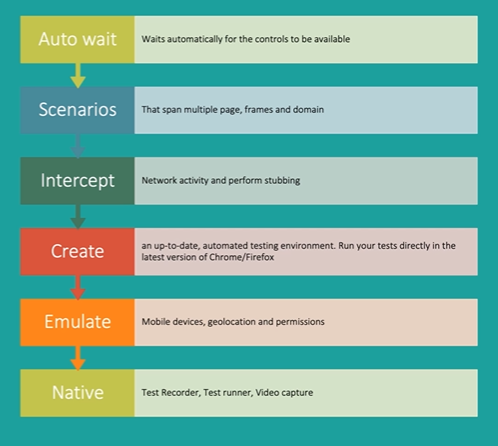 Auto wait
Waits automatically for the controls to be available
Scenarios
That span multiple page, frames and domain
Intercept
Network activity and perform stubbing
Create
an up-to-date, automated testing environment. Run your tests directly in the
latest version of Chrome/Firefox
Emulate
Mobile devices, geolocation and permissions
Native
Test Recorder, Test runner, Video capture